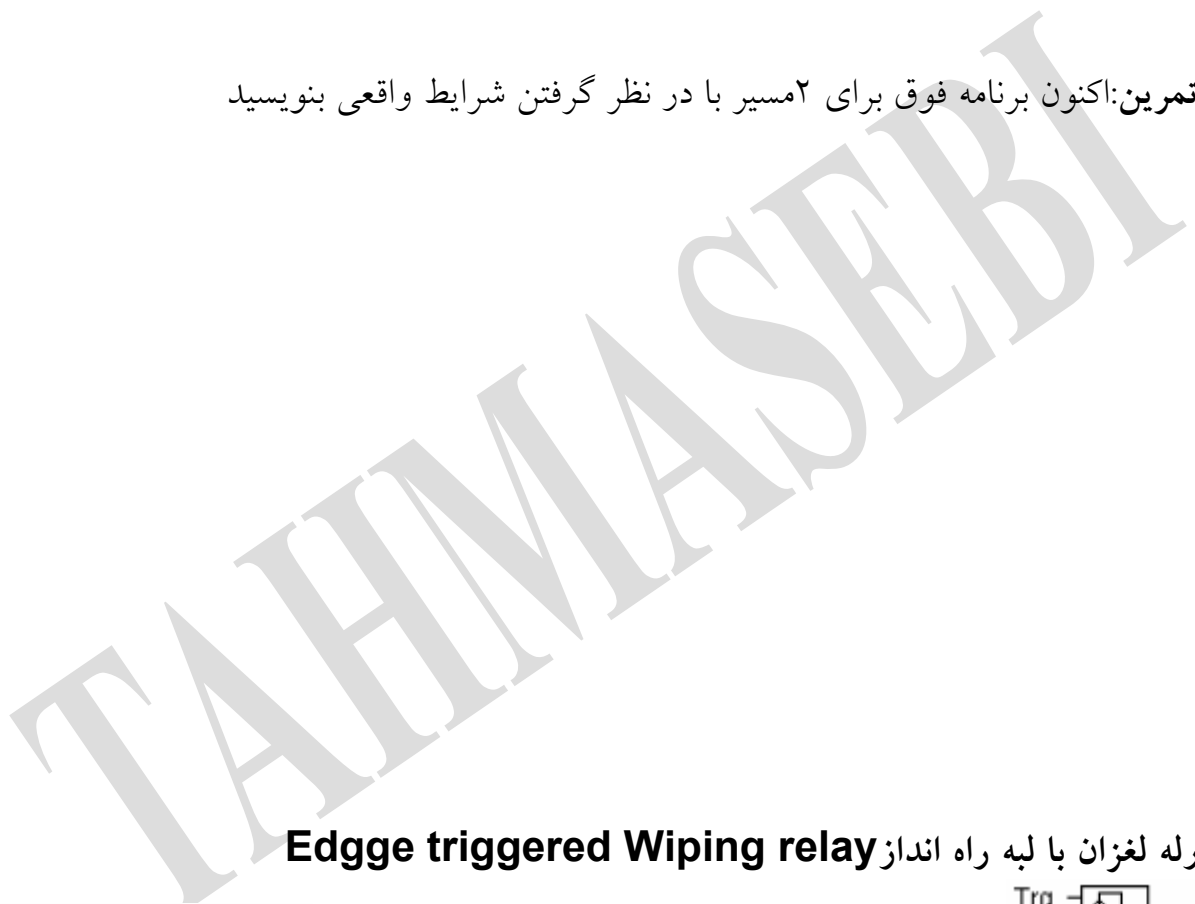 تمرین:اکنون برنامه فوق برای ۲مسیر با در نظر گرفتن شرایط واقعی بنویسید
TAHMASEBI
رله لغزان با لبه راه اندازEdgge triggered Wiping relay
Trg